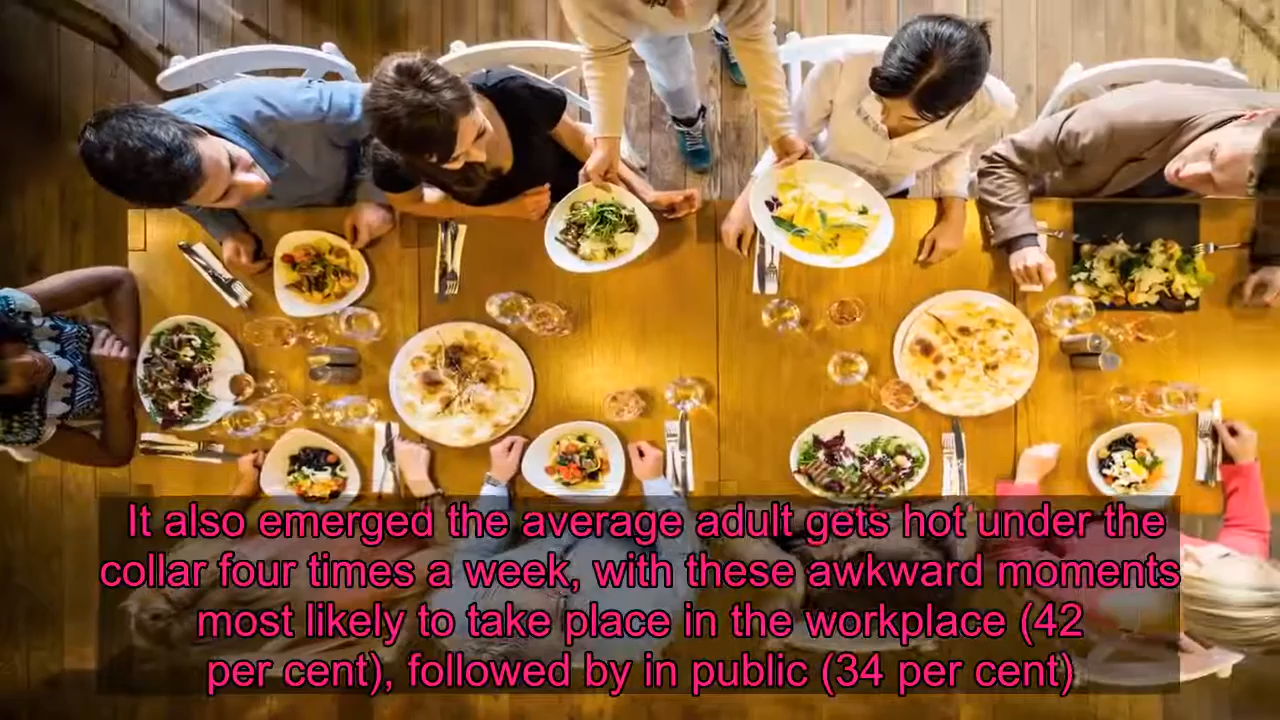 It also emerged the average adult gets hot under the
collar four times a week, with these awkward moments
most likely to take place in the workplace (42
per cent), followed by in public (34 per cent)